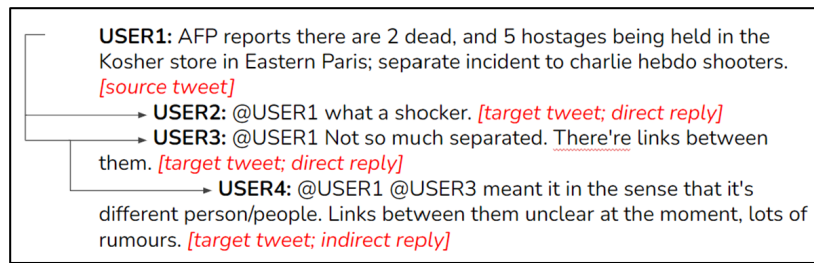 USER1: AFP reports there are 2 dead, and 5 hostages being held in the
Kosher store in Eastern Paris; separate incident to charlie hebdo shooters.
[source tweet]
USER2: @USER1 what a shocker. [target tweet; direct reply]
USER3: @USER1 Not so much separated. There're links between
them. [target tweet; direct reply]
USER4: @USER1 @USER3 meant it in the sense that it's
different person/people. Links between them unclear at the moment, lots of
rumours. [target tweet; indirect reply]